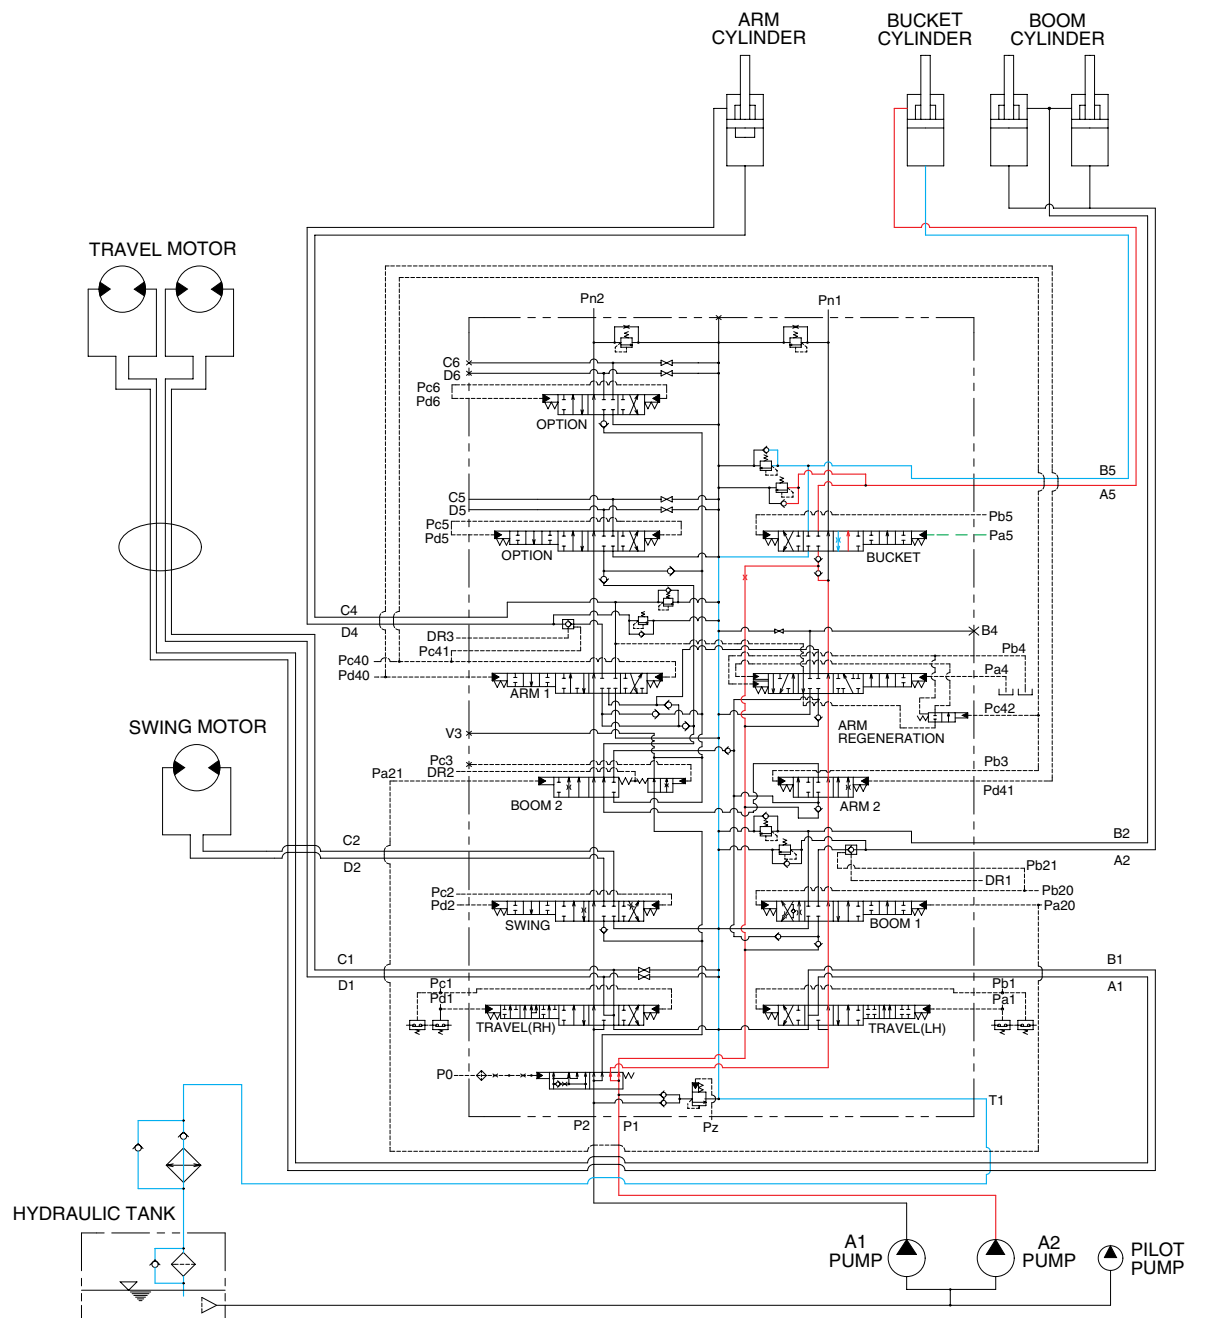 ARM
CYLINDER
BUCKET
CYLINDER
BOOM
CYLINDER
TRAVEL MOTOR
Pn2
Pn1
C6
D6
Pc6
Pd6
OPTION
B5
A5
C5
D5
Pc5
Pd5
OPTION
Pb5
Pa5
BUCKET
C4
D4
DR3
Pc41
Pc40
Pd40
ARM 1
B4
Pb4
Pa4
Pc42
ARM
REGENERATION
SWING MOTOR
V3
Pc3
DR2
Pa21
BOOM 2
Pb3
Pd41
ARM 2
C2
D2
B2
A2
Pb21
DR1
Pb20
Pa20
Pc2
Pd2
SWING
BOOM 1
C1
D1
B1
A1
Pc1
Pd1
TRAVEL(RH)
Pb1
Pa1
TRAVEL(LH)
P0
T1
P2
P1
Pz
HYDRAULIC TANK
A1
PUMP
A2
PUMP
PILOT
PUMP